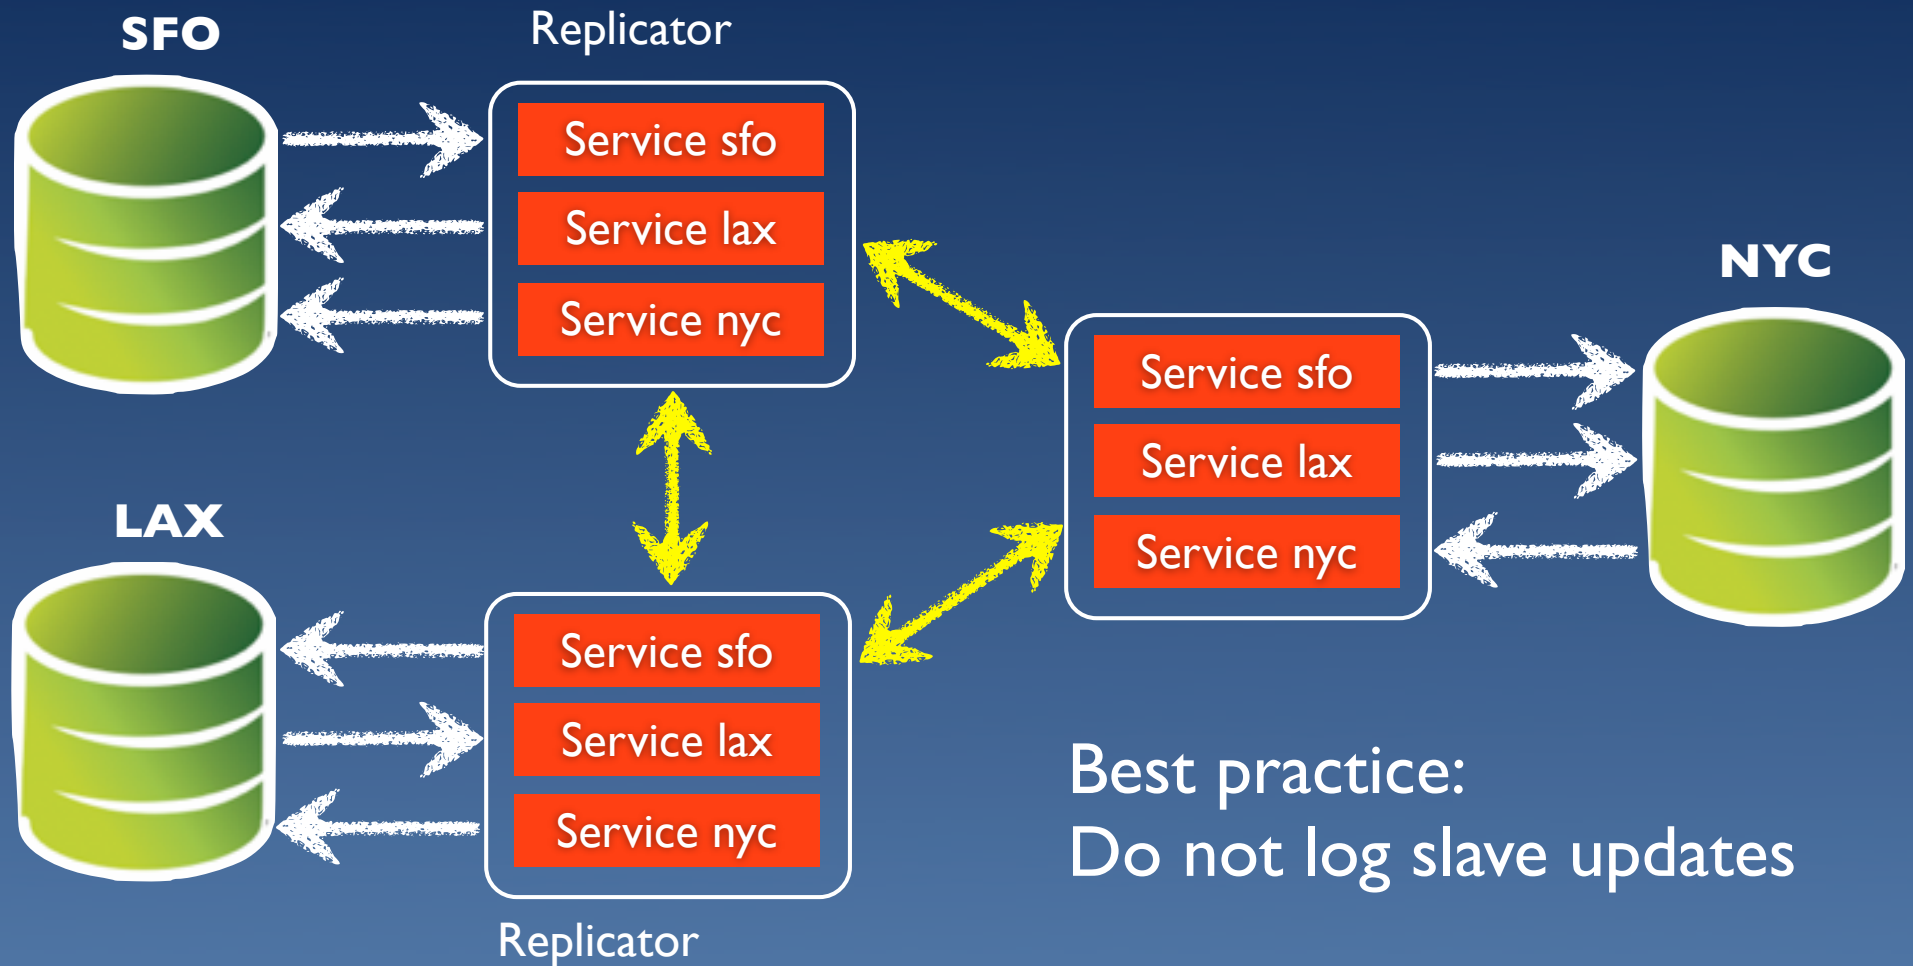 SFO
Replicator
Service sfo
Service lax
Service nyc
NYC
Service sfo
Service lax
Service nyc
LAX
Service sfo
Service lax
Service nyc
Replicator
Best practice:
Do not log slave updates